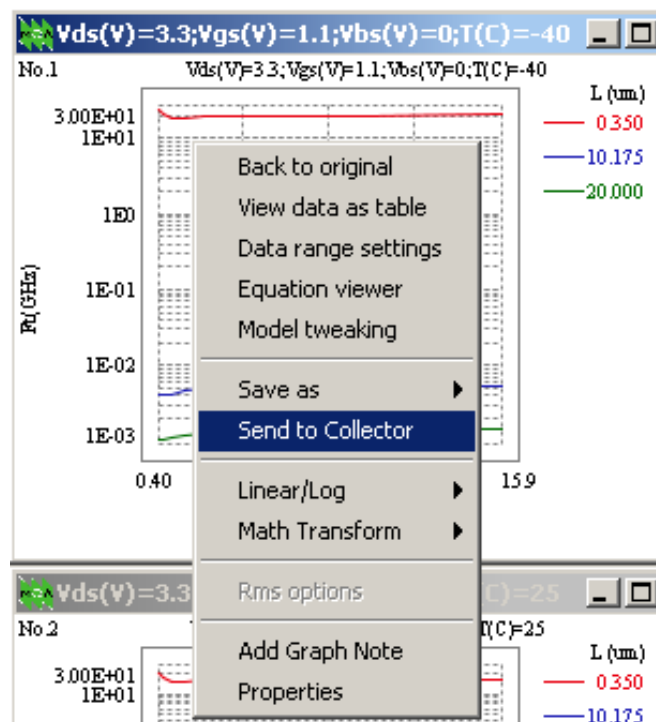 Vds(V)=3.3;Vgs(V)=1.1;Vbs(V)=0;T(C)=-40
No.1
Vds(V)=3.3;Vgs(V)=1.1;Vbs(V)=0;T(C)=-40
L (um)
0.350
10.175
20.000
3.00E+01
1E+01
1E0
1E-01
1E-02
1E-03
Ft(GHz)
0.40
15.9
Back to original
View data as table
Data range settings
Equation viewer
Model tweaking
Save as
Send to Collector
Linear/Log
Math Transform
Rms options
Add Graph Note
Properties
Vds(V)=3.3
C)=25
No.2
T(C)=25
L (um)
0.350
10.175
3.00E+01
1E+01